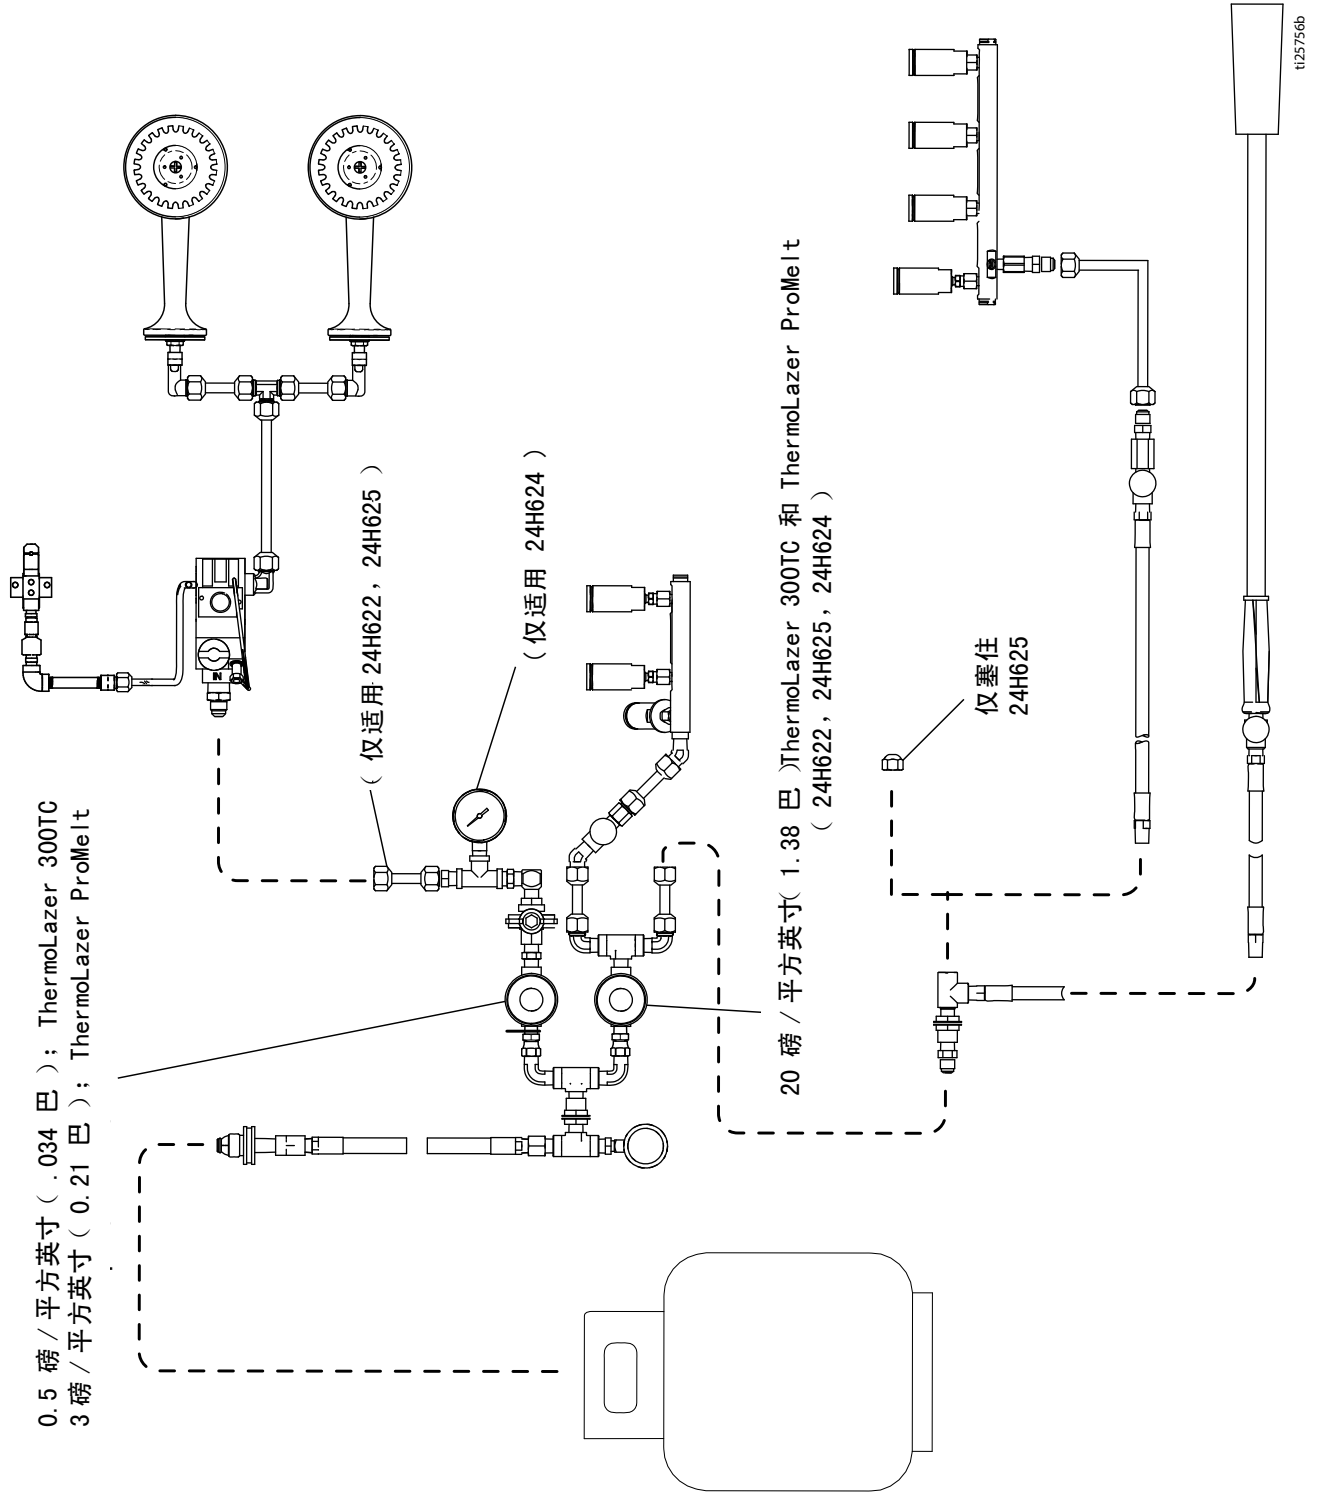 0.5 磅 / 平方英寸 ( .034 巴 ); ThermoLazer 300TC
3 磅 / 平方英寸 ( 0.21 巴 ); ThermoLazer ProMelt
( 仅适用 24H622, 24H625 )
(仅适用 24H624 )
20 磅 / 平方英寸( 1.38 巴 )ThermoLazer 300TC 和 ThermoLazer ProMelt
( 24H622, 24H625, 24H624 )
仅塞住
24H625
IN
ti25756b